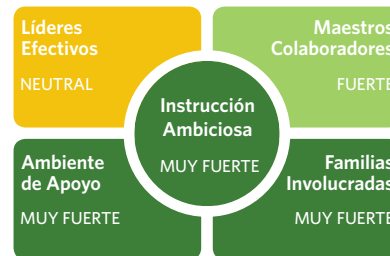 Líderes
Efectivos
NEUTRAL
Maestros
Colaboradores
FUERTE
Instrucción
Ambiciosa
MUY FUERTE
Ambiente
de Apoyo
MUY FUERTE
Familias
Involucradas
MUY FUERTE